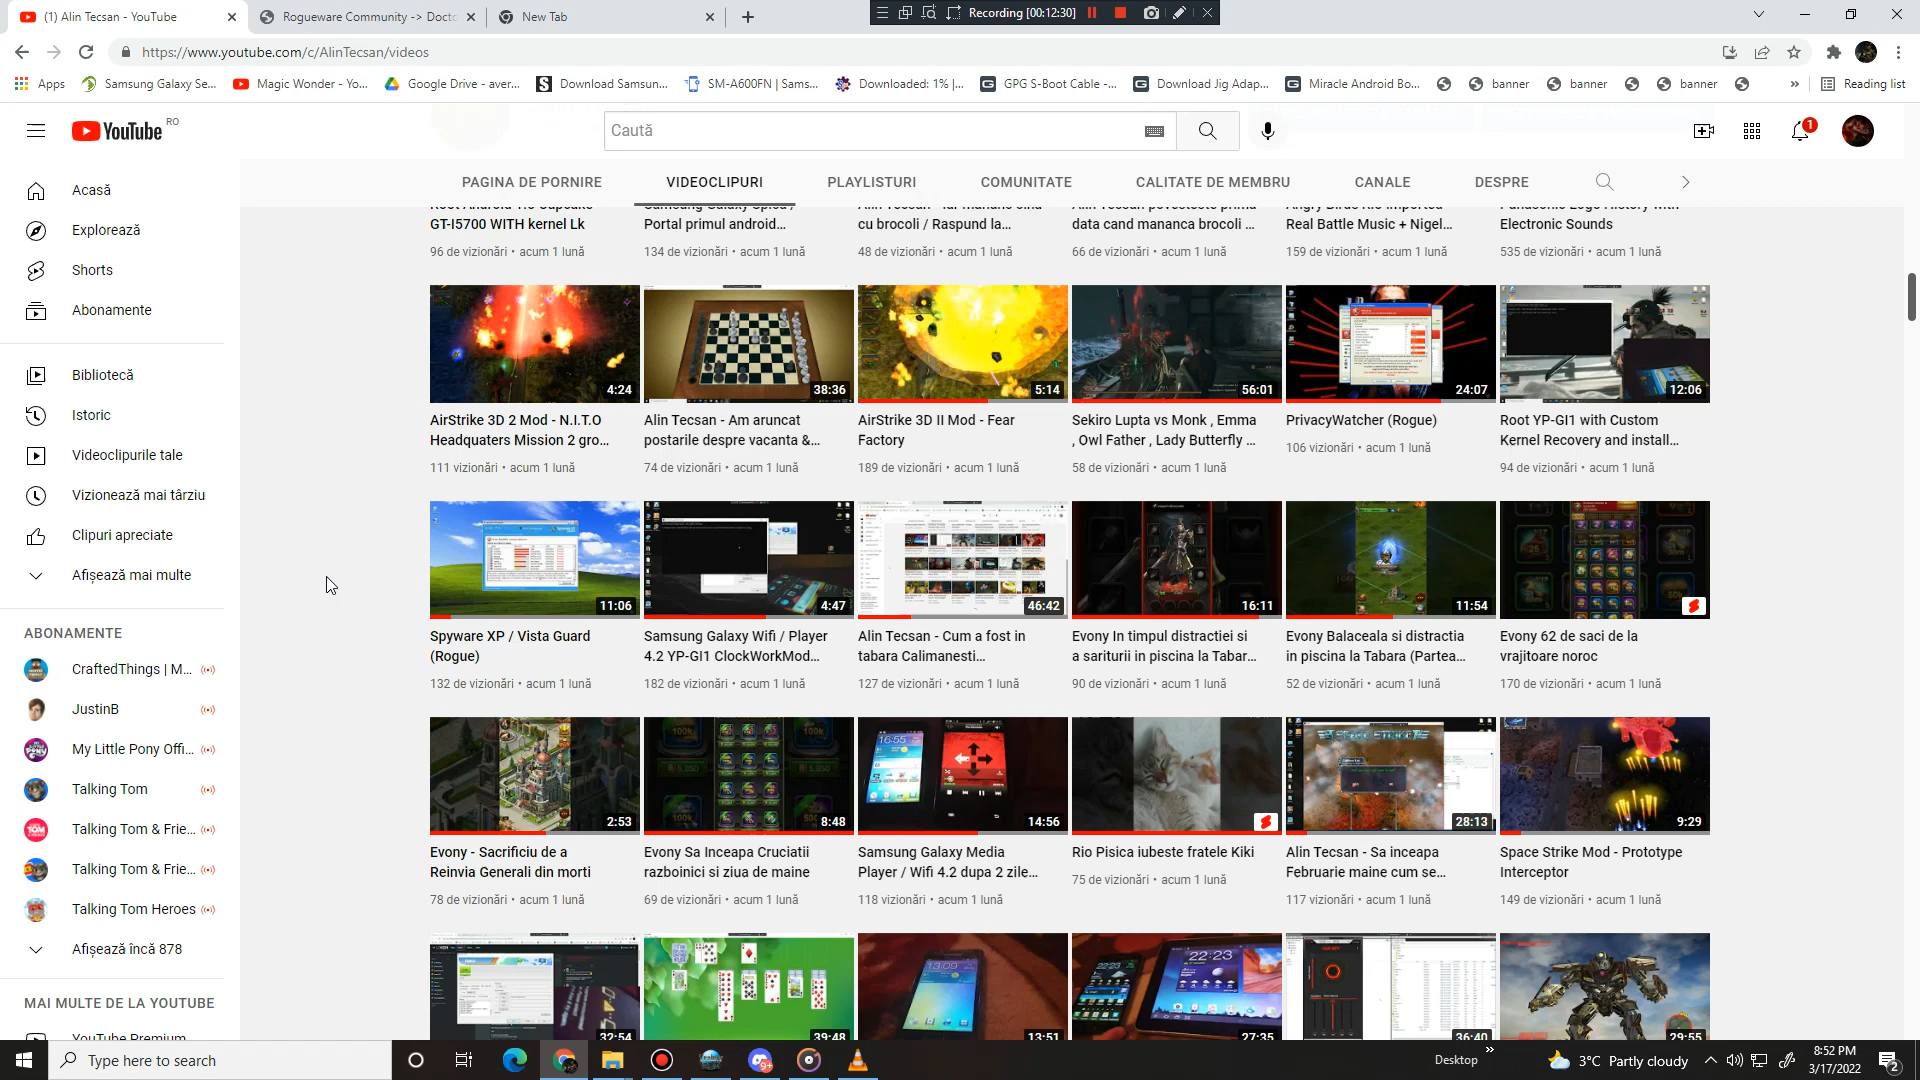 (1) Alin Tecsan - YouTube
Rogueware Community -> Docto
New Tab
Recording [00:12:30]
https://www.youtube.com/c/AlinTecsan/videos
Apps
Samsung Galaxy Se...
Magic Wonder - Yo...
Google Drive - aver...
Download Samsun...
SM-A600FN | Sams...
Downloaded: 1% |...
GPG S-Boot Cable -...
Download Jig Adap...
Miracle Android Bo...
banner
banner
banner
Reading list
YouTube RO
Caută
1
PAGINA DE PORNIRE
VIDEOCLIPURI
PLAYLISTURI
COMUNITATE
CALITATE DE MEMBRU
CANALE
DESPRE
Acasă
Explorează
Shorts
Abonamente
Bibliotecă
Istoric
Videoclipurile tale
Vizionează mai târziu
Clipuri apreciate
Afișează mai multe
ABONAMENTE
CraftedThings | M...
JustinB
My Little Pony Offi...
Talking Tom
Talking Tom & Frie...
Talking Tom & Frie...
Talking Tom Heroes
Afișează încă 878
MAI MULTE DE LA YOUTUBE
YouTube Premium
GT-I5700 WITH kernel Lk
96 de vizionări • acum 1 lună
Portal primul android...
134 de vizionări • acum 1 lună
cu brocoli / Raspund la...
48 de vizionări • acum 1 lună
data cand mananca brocoli ...
66 de vizionări • acum 1 lună
Real Battle Music + Nigel...
159 de vizionări • acum 1 lună
Electronic Sounds
535 de vizionări • acum 1 lună
4:24
38:36
5:14
56:01
24:07
12:06
AirStrike 3D 2 Mod - N.I.T.O
Headquaters Mission 2 gro...
111 vizionări • acum 1 lună
Alin Tecsan - Am aruncat
postarile despre vacanta &...
74 de vizionări • acum 1 lună
AirStrike 3D II Mod - Fear
Factory
189 de vizionări • acum 1 lună
Sekiro Lupta vs Monk , Emma
, Owl Father , Lady Butterfly ...
58 de vizionări • acum 1 lună
PrivacyWatcher (Rogue)
106 vizionări • acum 1 lună
Root YP-GI1 with Custom
Kernel Recovery and install...
94 de vizionări • acum 1 lună
11:06
4:47
46:42
16:11
11:54
Spyware XP / Vista Guard
(Rogue)
132 de vizionări • acum 1 lună
Samsung Galaxy Wifi / Player
4.2 YP-GI1 ClockWorkMod...
182 de vizionări • acum 1 lună
Alin Tecsan - Cum a fost in
tabara Calimanesti...
127 de vizionări • acum 1 lună
Evony In timpul distractiei si
a sariturii in piscina la Tabar...
90 de vizionări • acum 1 lună
Evony Balaceala si distractia
in piscina la Tabara (Partea...
52 de vizionări • acum 1 lună
Evony 62 de saci de la
vrajitoare noroc
170 de vizionări • acum 1 lună
2:53
8:48
14:56
28:13
9:29
Evony - Sacrificiu de a
Reinvia Generali din morti
78 de vizionări • acum 1 lună
Evony Sa Inceapa Cruciatii
razboinici si ziua de maine
69 de vizionări • acum 1 lună
Samsung Galaxy Media
Player / Wifi 4.2 dupa 2 zile...
118 vizionări • acum 1 lună
Rio Pisica iubeste fratele Kiki
75 de vizionări • acum 1 lună
Alin Tecsan - Sa inceapa
Februarie maine cum se...
117 vizionări • acum 1 lună
Space Strike Mod - Prototype
Interceptor
149 de vizionări • acum 1 lună
32:54
39:48
13:51
27:35
36:40
29:55
Type here to search
Desktop
3°C Partly cloudy
8:52 PM
3/17/2022
2